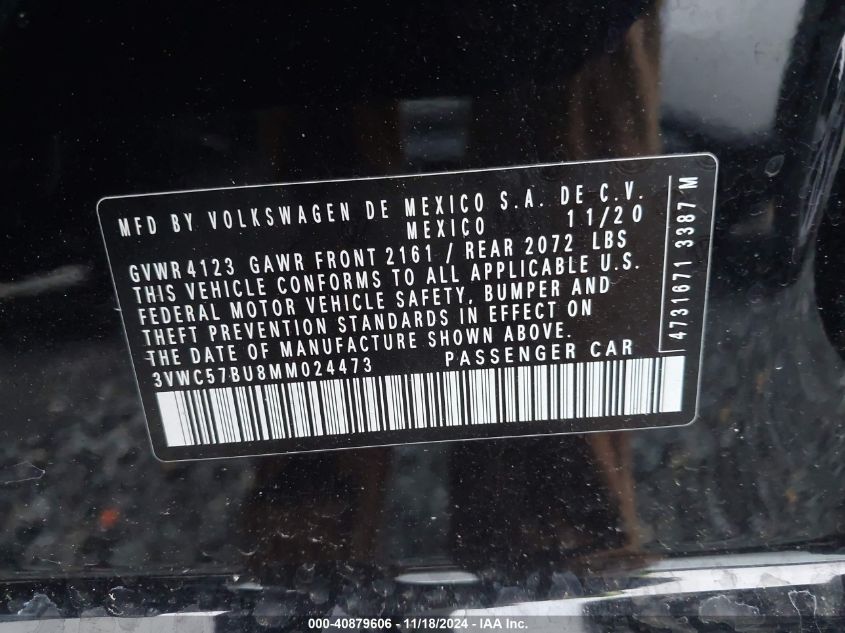 MFD BY VOLKSWAGEN DE MEXICO S.A. DE C.V.
MEXICO 11/20
GVWR 4123 GAWR FRONT 2161 / REAR 2072 LBS
THIS VEHICLE CONFORMS TO ALL APPLICABLE U.S.
FEDERAL MOTOR VEHICLE SAFETY, BUMPER AND
THEFT PREVENTION STANDARDS IN EFFECT ON
THE DATE OF MANUFACTURE SHOWN ABOVE.
3VWC57BU8MM024473 PASSENGER CAR
4731671 3387 M
000-40879606 - 11/18/2024 - IAA Inc.